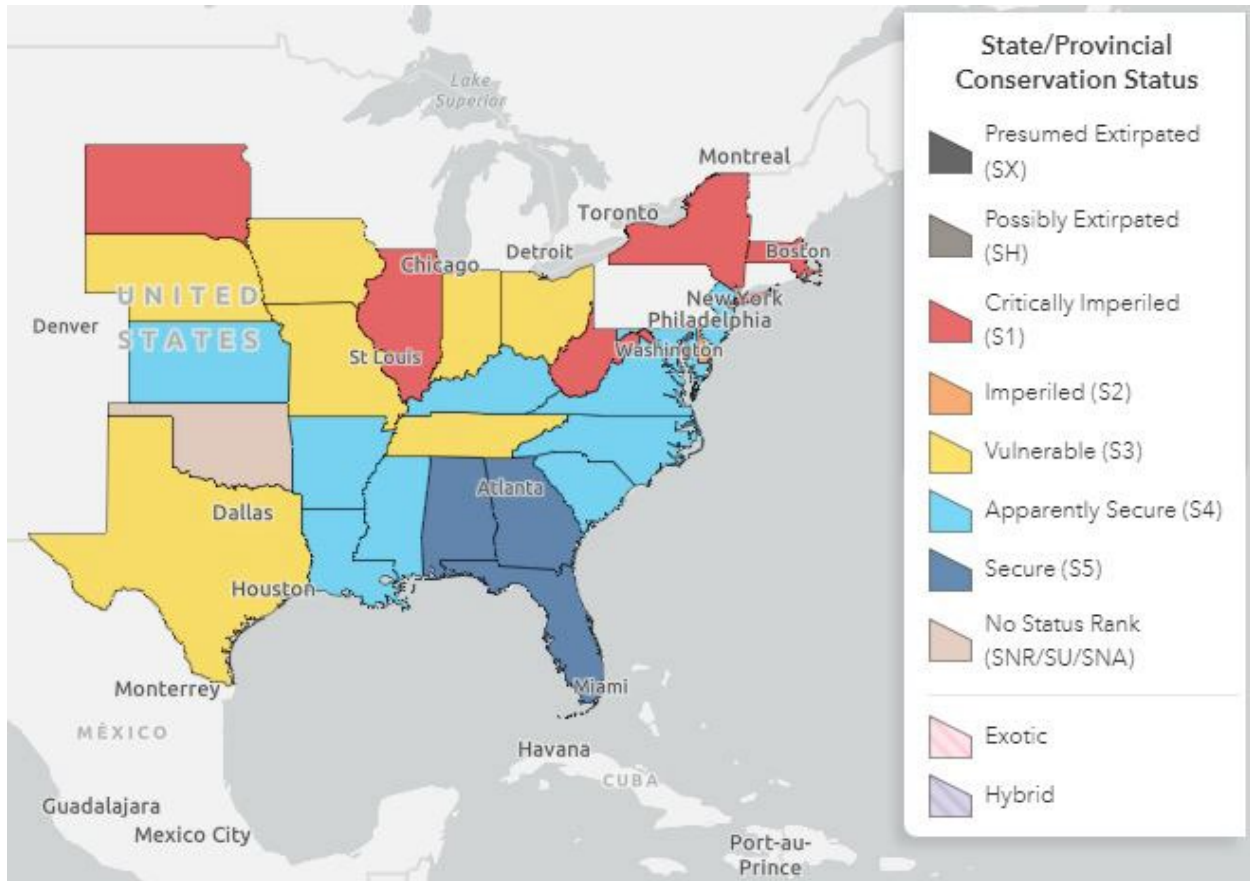 Lake
Superior
Montreal
Toronto
Boston
Detroit
Chicago
New York
UNITED
Denver
Philadelphia
STATES
St Louis
Washington
Atlanta
Dallas
Houston
Miami
Monterrey
MÉXICO
Havana
CUBA
Guadalajara
Mexico City
Port-au-
Prince
State/Provincial
Conservation Status
Presumed Extirpated
(SX)
Possibly Extirpated
(SH)
Critically Imperiled
(S1)
Imperiled (S2)
Vulnerable (S3)
Apparently Secure (S4)
Secure (S5)
No Status Rank
(SNR/SU/SNA)
Exotic
Hybrid